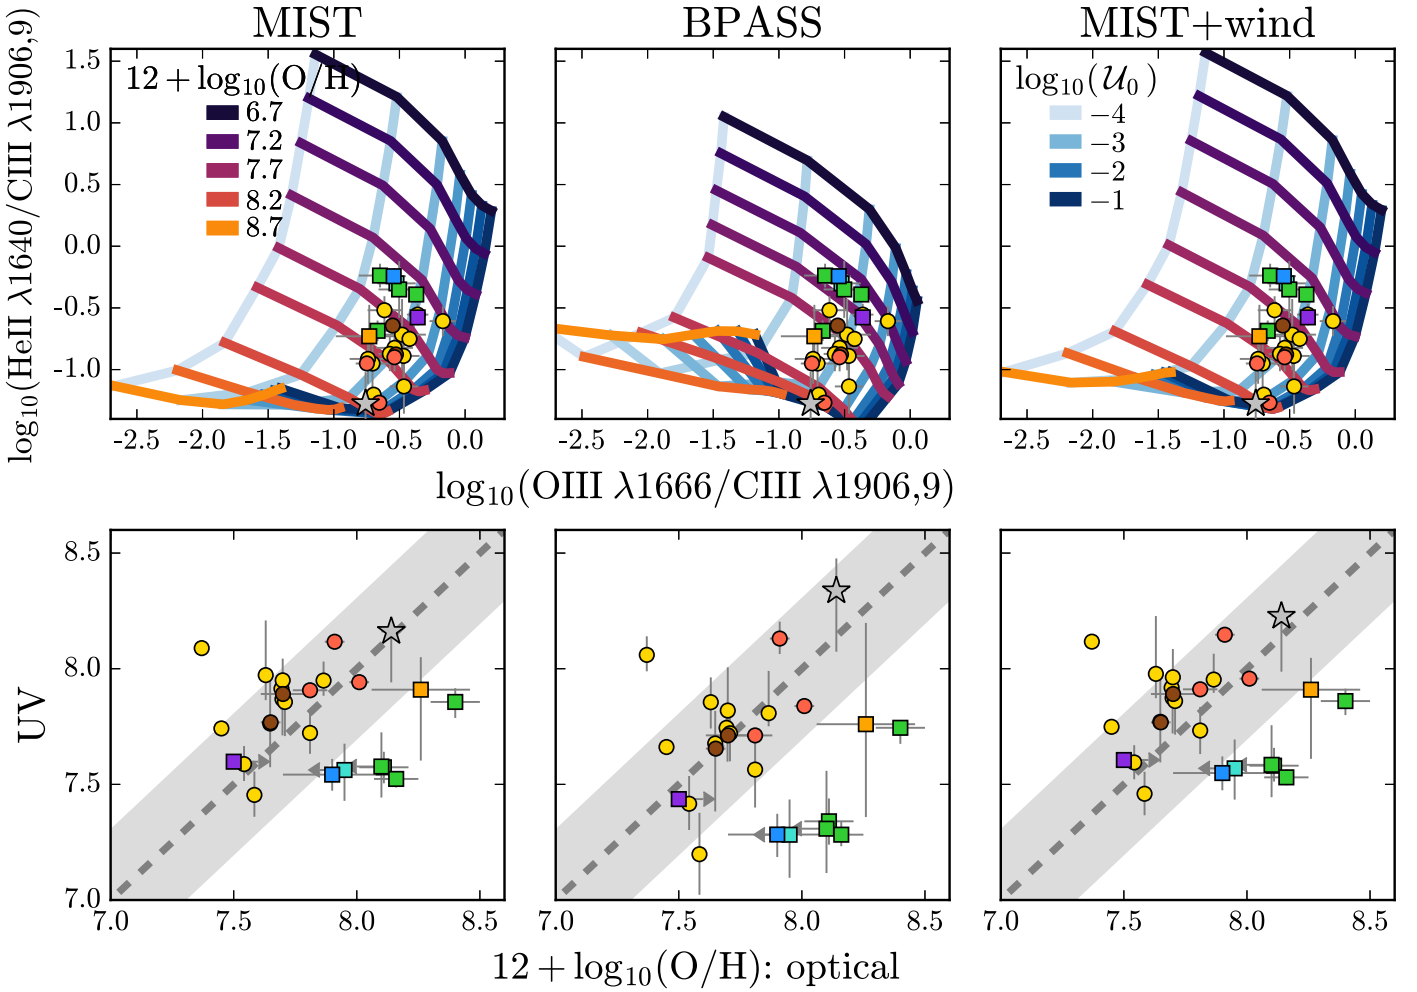 MIST BPASS MIST+wind
log10(HeII λ1640/CIII λ1906,9)
1.5
1.0
0.5
0.0
-0.5
-1.0
12 + log10(O/H)
6.7
7.2
7.7
8.2
8.7
log10(𝒰0)
−4
−3
−2
−1
-2.5 -2.0 -1.5 -1.0 -0.5 0.0
-2.5 -2.0 -1.5 -1.0 -0.5 0.0
-2.5 -2.0 -1.5 -1.0 -0.5 0.0
log10(OIII λ1666/CIII λ1906,9)
UV
8.5
8.0
7.5
7.0
7.0 7.5 8.0 8.5
7.0 7.5 8.0 8.5
7.0 7.5 8.0 8.5
12 + log10(O/H): optical